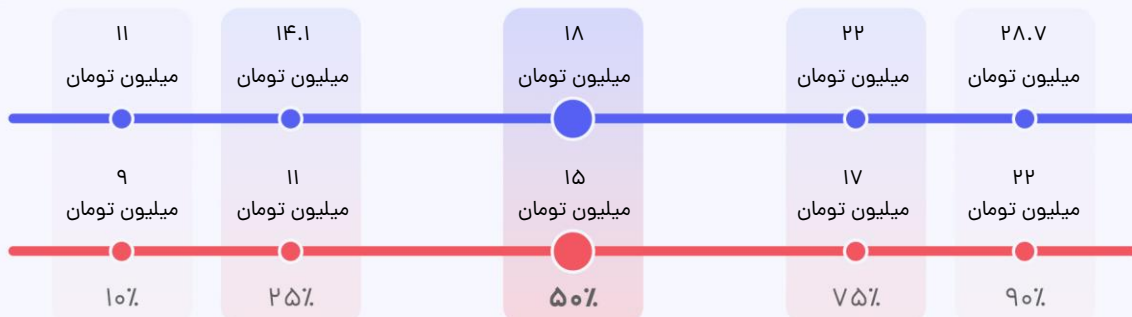 ۱۱ ۱۴.۱ ۱۸ ۲۲ ۲۸.۷
میلیون تومان میلیون تومان میلیون تومان میلیون تومان میلیون تومان
۹ ۱۱ ۱۵ ۱۷ ۲۲
میلیون تومان میلیون تومان میلیون تومان میلیون تومان میلیون تومان
۱۰٪ ۲۵٪ ۵۰٪ ۷۵٪ ۹۰٪